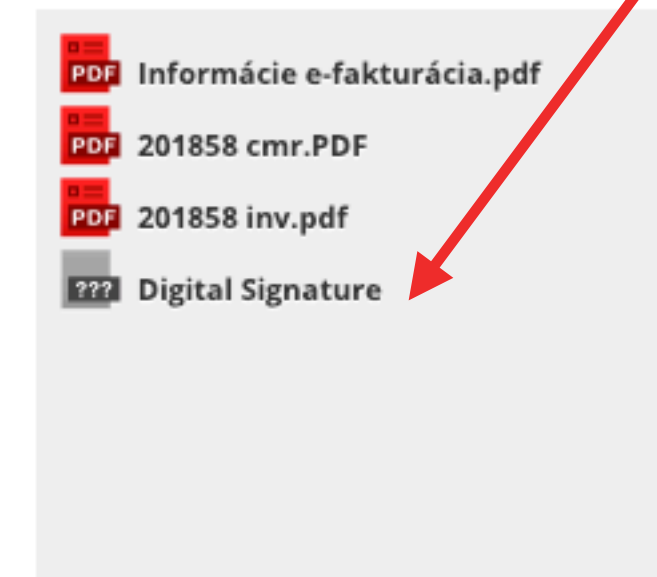 PDF Informácie e-fakturácia.pdf
PDF 201858 cmr.PDF
PDF 201858 inv.pdf
??? Digital Signature